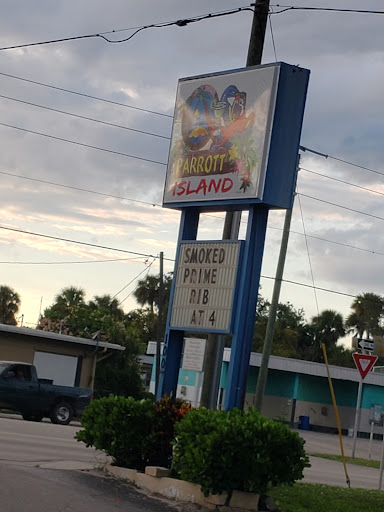 PARROTT
ISLAND
SMOKED
PRIME
RIB
AT 4